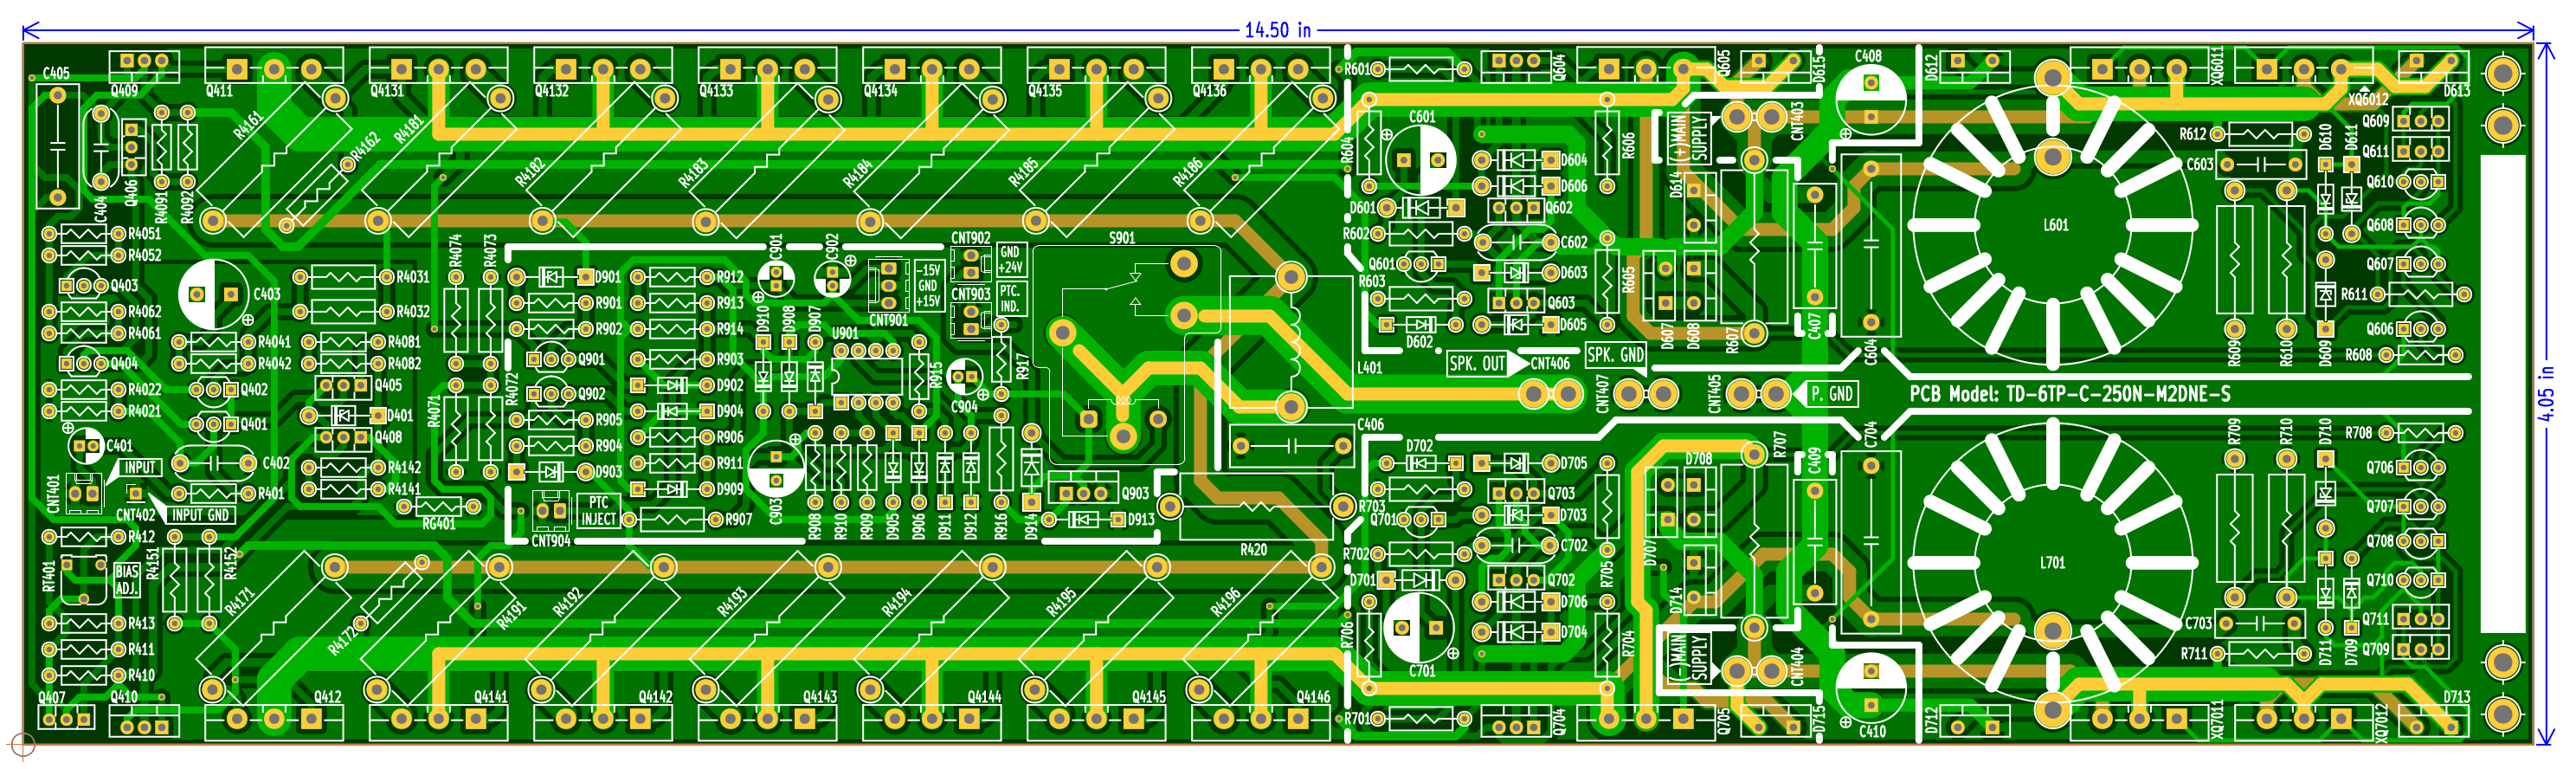 14.50 in
C405
Q409
Q411
Q4131
Q4132
Q4133
Q4134
Q4135
Q4136
R601
Q604
Q605
D615
C408
D612
XQ6011
XQ6012
D613
R4161
R4162
R4181
R4182
R4183
R4184
R4185
R4186
C404
Q406
R4091
R4092
R604
C601
R606
(+)MAIN
SUPPLY
CNT403
D604
D606
D614
D601
Q602
R602
C602
Q601
D603
R603
Q603
D602
D605
R605
D607
D608
R607
C407
C604
L601
R612
C603
D610
D611
Q609
Q611
Q610
Q608
Q607
R611
Q606
R608
R609
R610
D609
R4051
R4052
Q403
R4062
R4061
Q404
R4022
R4021
C403
R4041
R4042
Q402
Q401
C401
C402
R4031
R4032
R4081
R4082
Q405
D401
Q408
R4142
R4141
R401
RG401
R4074
R4073
R4072
R4071
D901
R901
R902
Q901
Q902
R905
R904
D903
R912
R913
R914
R903
D902
D904
R906
R911
D909
R907
C901
C902
D910
D908
D907
U901
R915
C903
C904
R917
CNT901
-15V
GND
+15V
CNT902
GND
+24V
CNT903
PTC.
IND.
S901
L401
C406
SPK. OUT
CNT406
SPK. GND
CNT407
CNT405
P. GND
PCB Model: TD-6TP-C-250N-M2DNE-S
4.05 in
CNT401
INPUT
CNT402
INPUT GND
PTC
INJECT
CNT904
R908
R910
R909
D905
D906
D911
D912
R916
D914
Q903
D913
R420
R412
RT401
BIAS
ADJ.
R413
R411
R410
Q407
Q410
R4151
R4152
R4171
R4172
R4191
R4192
R4193
R4194
R4195
R4196
Q412
Q4141
Q4142
Q4143
Q4144
Q4145
Q4146
D702
D705
R703
Q703
D703
Q701
R702
C702
D701
Q702
D706
D704
R706
C701
R701
Q704
R705
R704
D707
D708
R707
D714
(-)MAIN
SUPPLY
CNT404
Q705
D715
C409
C704
C410
D712
L701
XQ7011
XQ7012
D713
R709
R710
D710
R708
Q706
Q707
Q708
Q710
Q711
Q709
C703
R711
D711
D709